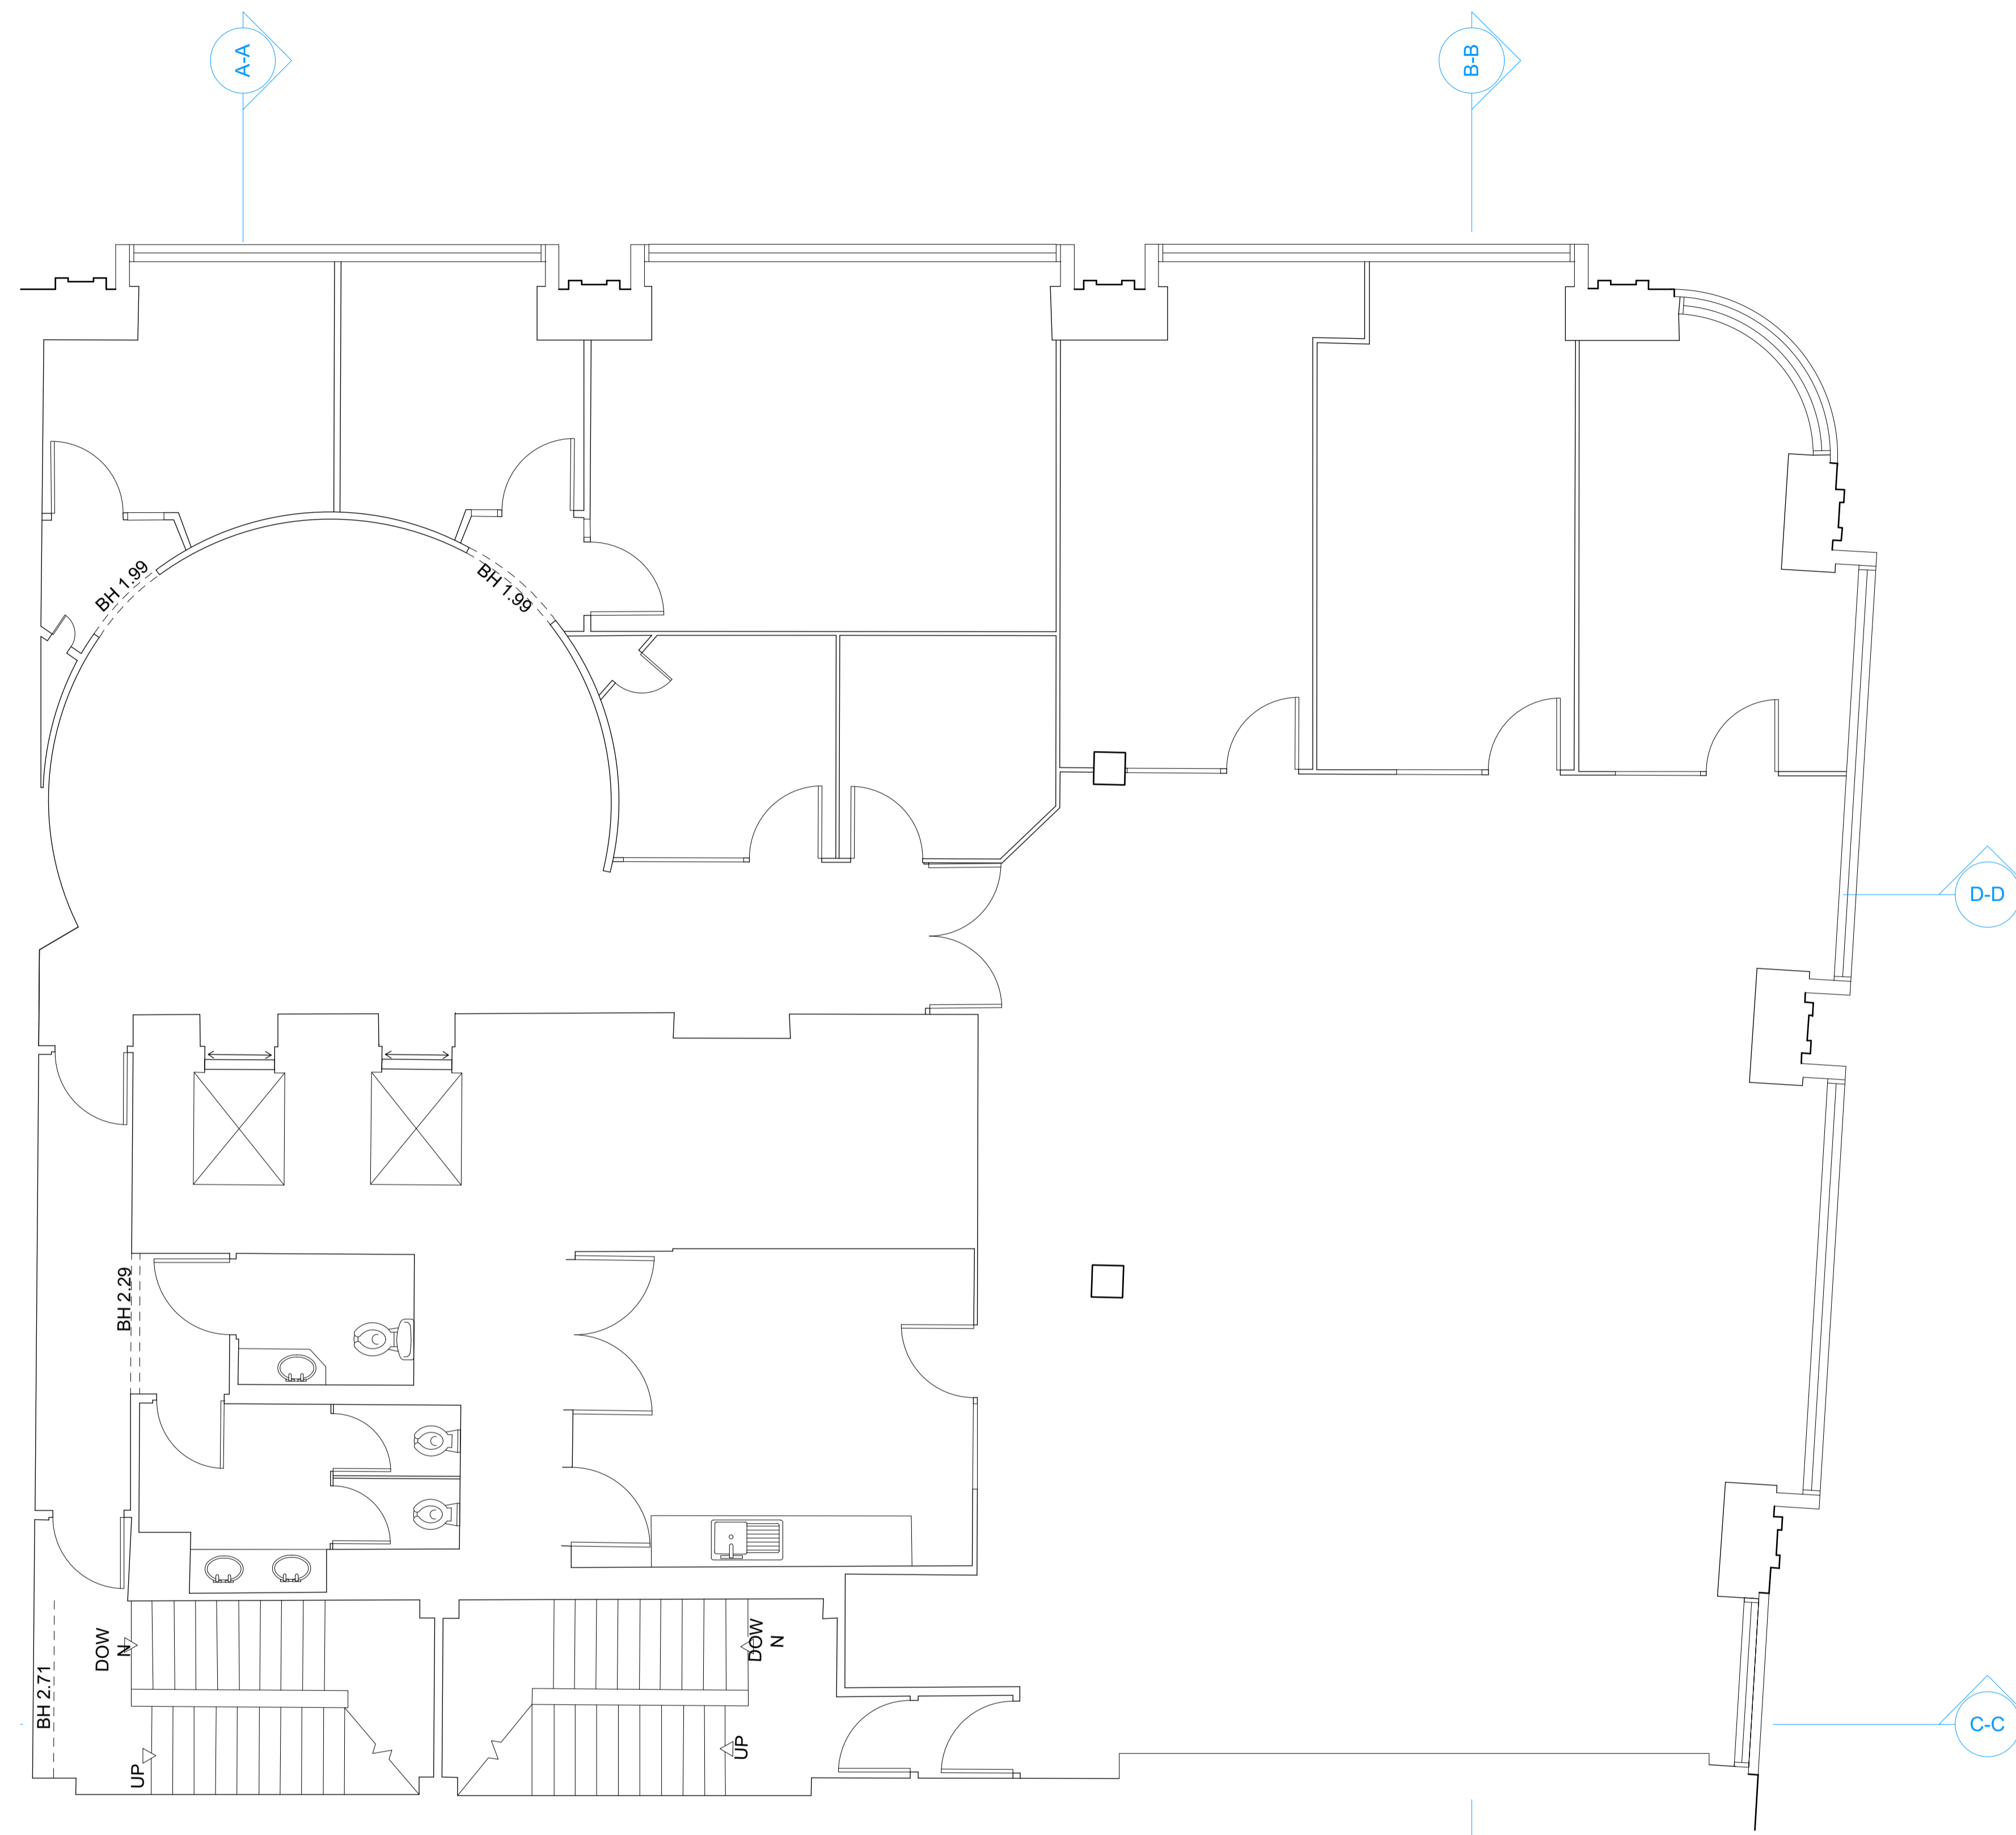 A-A
B-B
BH 1.99
BH 1.99
D-D
BH 2.29
DOW
N
DOW
N
BH 2.71
UP
UP
C-C